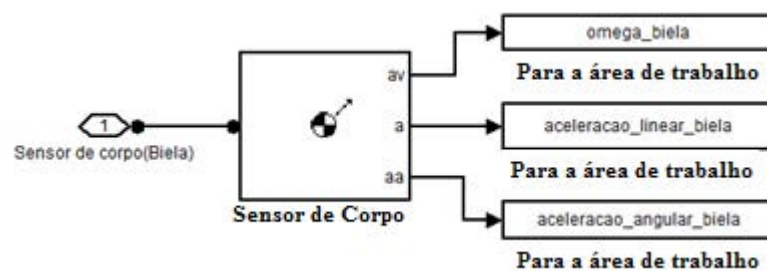 omega_biela
av
Para a área de trabalho
1
a
aceleracao_linear_biela
Sensor de corpo(Biela)
Para a área de trabalho
aa
Sensor de Corpo
aceleracao_angular_biela
Para a área de trabalho